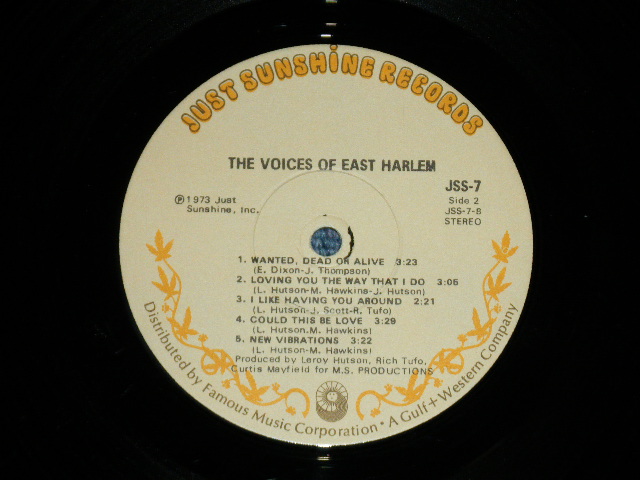 JUST SUNSHINE RECORDS
THE VOICES OF EAST HARLEM
JSS-7
Ⓟ1973 Just
Sunshine, Inc.
Side 2
JSS-7-B
STEREO
1. WANTED, DEAD OR ALIVE 3:23
(E. Dixon-J. Thompson)
2. LOVING YOU THE WAY THAT I DO 3:05
(L. Hutson-M. Hawkins-J. Hutson)
3. I LIKE HAVING YOU AROUND 2:21
(L. Hutson-J. Scott-R. Tufo)
4. COULD THIS BE LOVE 3:29
(L. Hutson.M. Hawkins)
5. NEW VIBRATIONS 3:22
(L. Hutson-M. Hawkins)
Produced by Leroy Hutson, Rich Tufo,
Curtis Mayfield for M.S. PRODUCTIONS
Distributed by Famous Music Corporation • A Gulf+Western Company